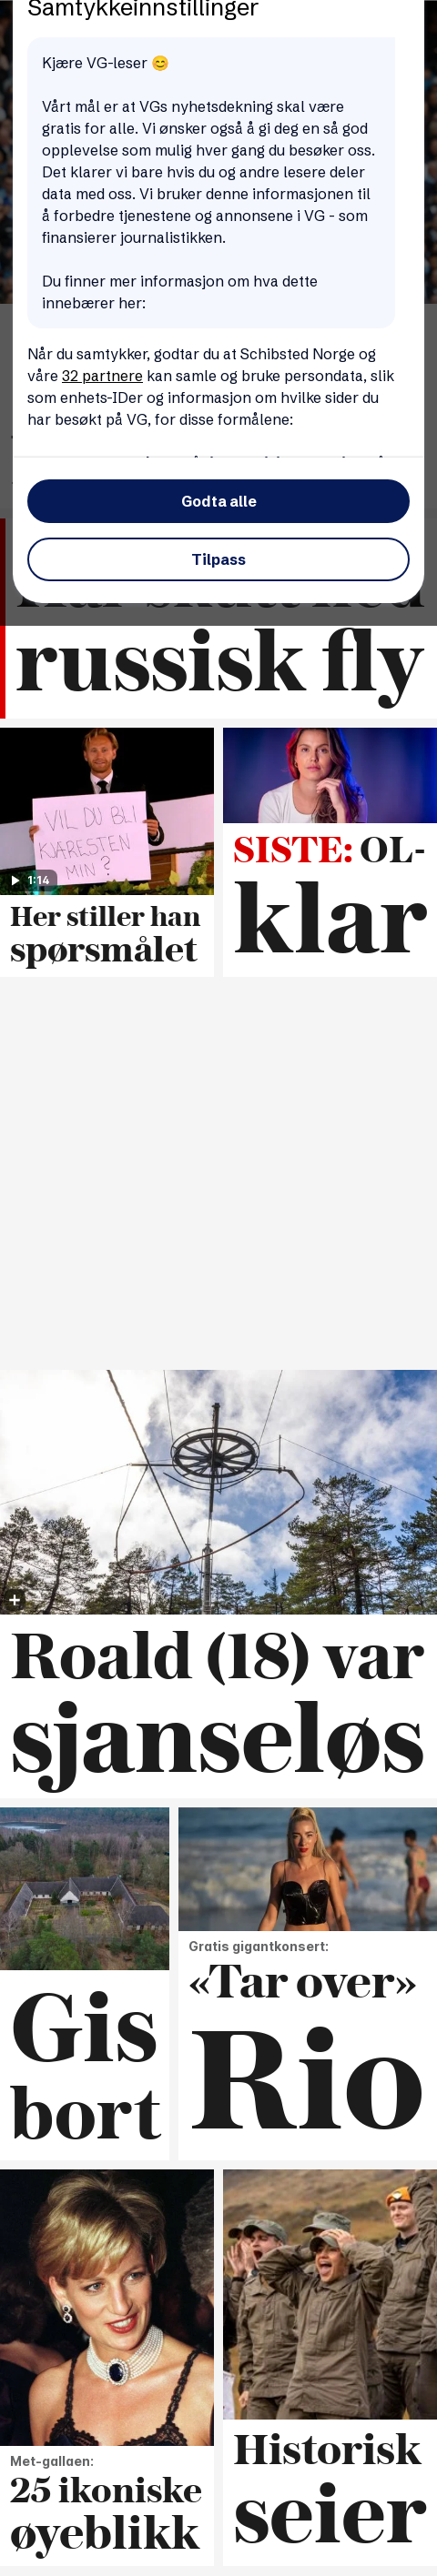 Samtykkeinnstillinger
Kjære VG-leser 😊
Vårt mål er at VGs nyhetsdekning skal være
gratis for alle. Vi ønsker også å gi deg en så god
opplevelse som mulig hver gang du besøker oss.
Det klarer vi bare hvis du og andre lesere deler
data med oss. Vi bruker denne informasjonen til
å forbedre tjenestene og annonsene i VG - som
finansierer journalistikken.
Du finner mer informasjon om hva dette
innebærer her:
Når du samtykker, godtar du at Schibsted Norge og
våre 32 partnere kan samle og bruke persondata, slik
som enhets-IDer og informasjon om hvilke sider du
har besøkt på VG, for disse formålene:
Godta alle
Tilpass
russisk fly
VIL DU BLI
KJÆRESTEN
MIN?
1:14
Her stiller han
spørsmålet
SISTE: OL-
klar
Roald (18) var
sjanseløs
Gis
bort
Gratis gigantkonsert:
«Tar over»
Rio
Met-gallaen:
25 ikoniske
øyeblikk
Historisk
seier